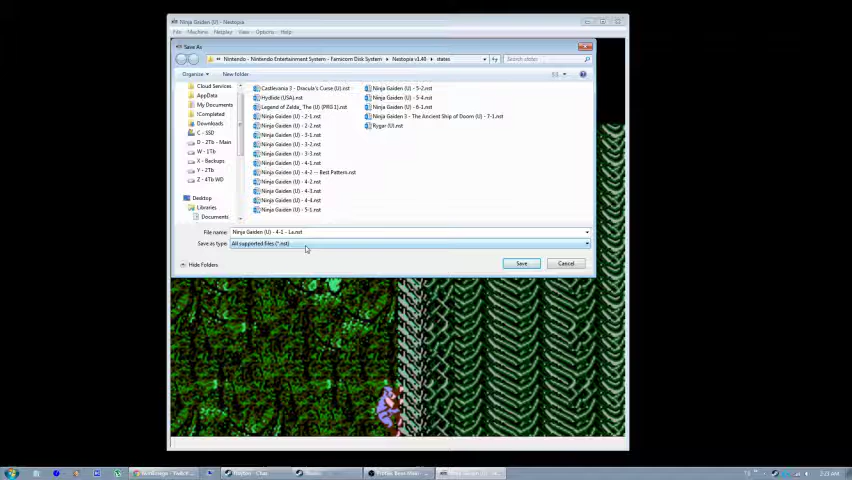 Ninja Gaiden (U) - Nestopia
File Machine Netplay View Options Help
Save As
Nintendo - Nintendo Entertainment System - Famicom Disk System Nestopia v1.40 states
Search states
Organise New folder
Cloud Services
AppData
My Documents
!Completed
Downloads
C - SSD
D - 2Tb - Main
W - 1Tb
X - Backups
Y - 2Tb
Z - 4Tb WD
Desktop
Libraries
Documents
Castlevania 3 - Dracula's Curse (U).nst
Hydlide (USA).nst
Legend of Zelda_ The (U) (PRG 1).nst
Ninja Gaiden (U) - 2-1.nst
Ninja Gaiden (U) - 2-2.nst
Ninja Gaiden (U) - 3-1.nst
Ninja Gaiden (U) - 3-2.nst
Ninja Gaiden (U) - 3-3.nst
Ninja Gaiden (U) - 4-1.nst
Ninja Gaiden (U) - 4-2 -- Best Pattern.nst
Ninja Gaiden (U) - 4-2.nst
Ninja Gaiden (U) - 4-3.nst
Ninja Gaiden (U) - 4-4.nst
Ninja Gaiden (U) - 5-1.nst
Ninja Gaiden (U) - 5-2.nst
Ninja Gaiden (U) - 5-4.nst
Ninja Gaiden (U) - 6-1.nst
Ninja Gaiden 3 - The Ancient Ship of Doom (U) - 7-1.nst
Rygar (U).nst
File name: Ninja Gaiden (U) - 4-1 - La.nst
Save as type: All supported files (*.nst)
Hide Folders
Save
Cancel
2:23 AM